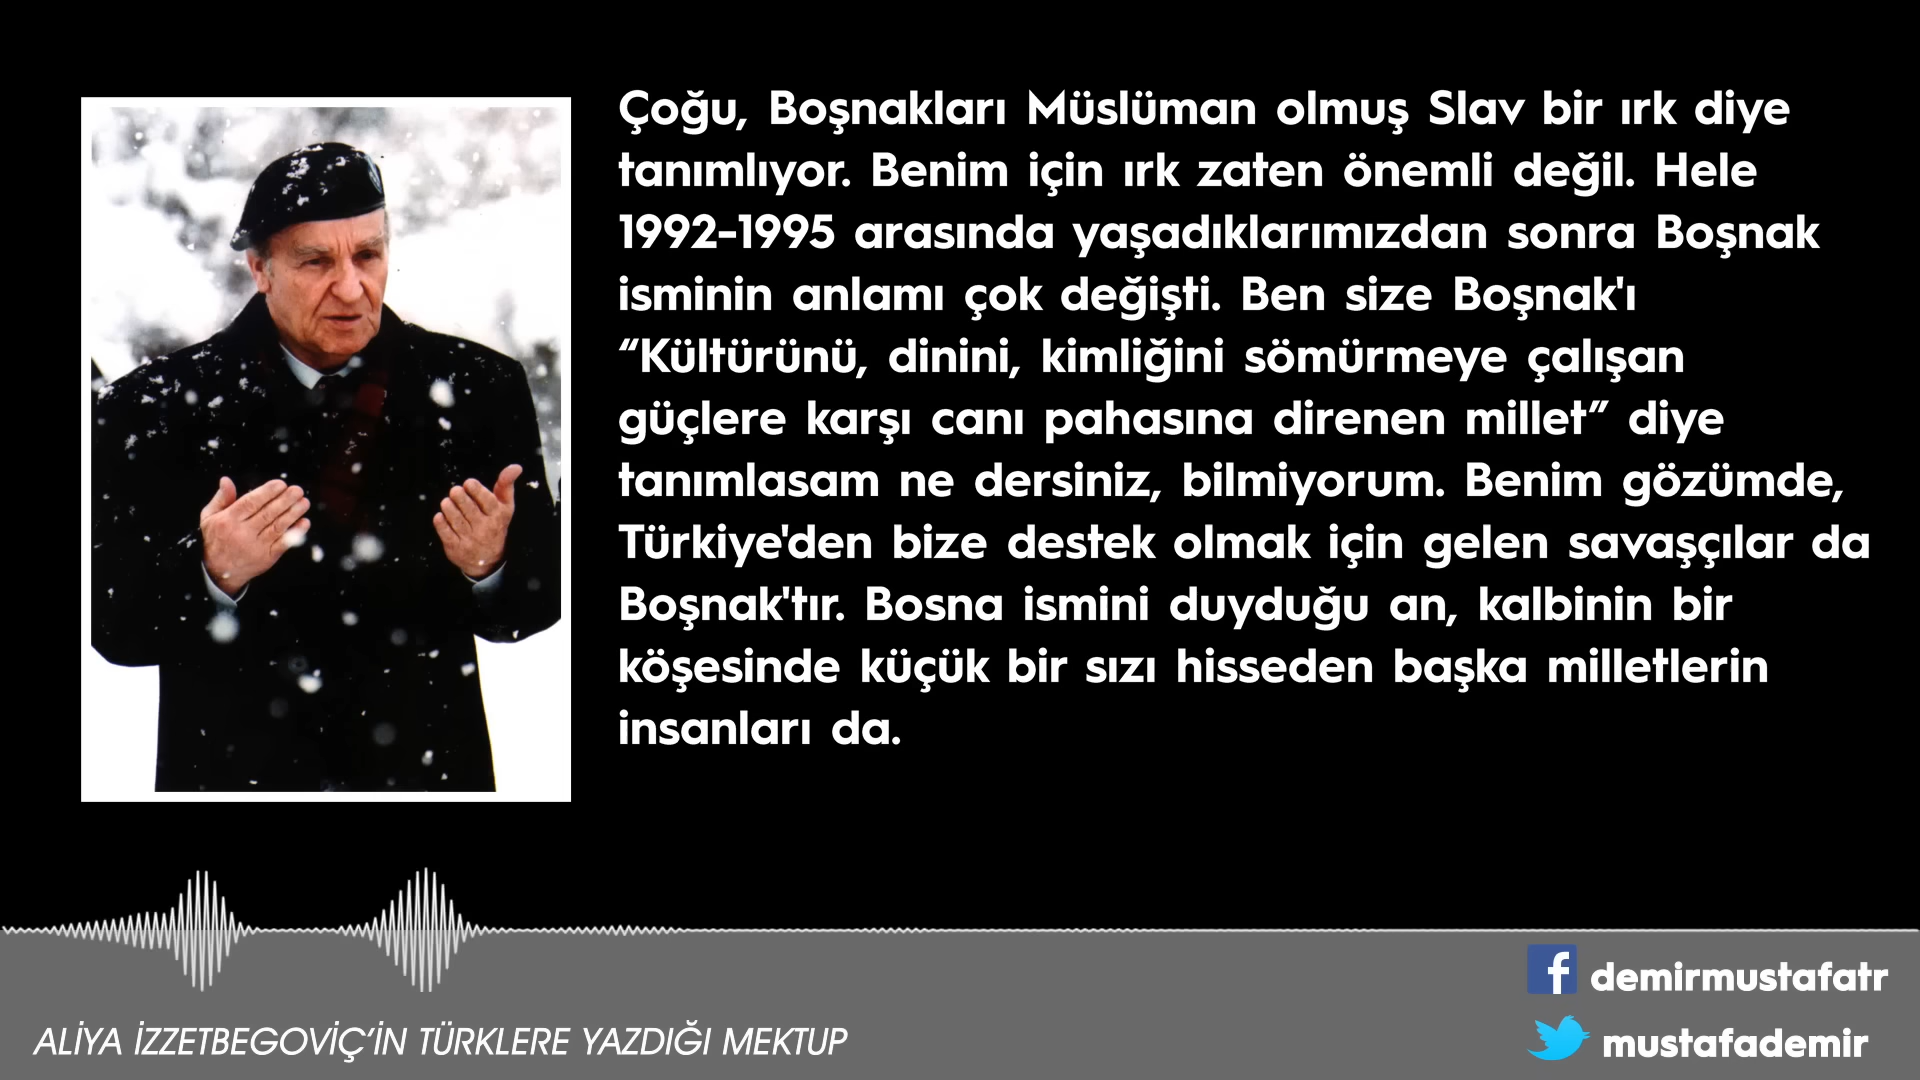 Çoğu, Boşnakları Müslüman olmuş Slav bir ırk diye
tanımlıyor. Benim için ırk zaten önemli değil. Hele
1992-1995 arasında yaşadıklarımızdan sonra Boşnak
isminin anlamı çok değişti. Ben size Boşnak'ı
“Kültürünü, dinini, kimliğini sömürmeye çalışan
güçlere karşı canı pahasına direnen millet” diye
tanımlasam ne dersiniz, bilmiyorum. Benim gözümde,
Türkiye'den bize destek olmak için gelen savaşçılar da
Boşnak'tır. Bosna ismini duyduğu an, kalbinin bir
köşesinde küçük bir sızı hisseden başka milletlerin
insanları da.
f demirmustafatr
ALİYA İZZETBEGOVİÇ’İN TÜRKLERE YAZDIĞI MEKTUP
mustafademir